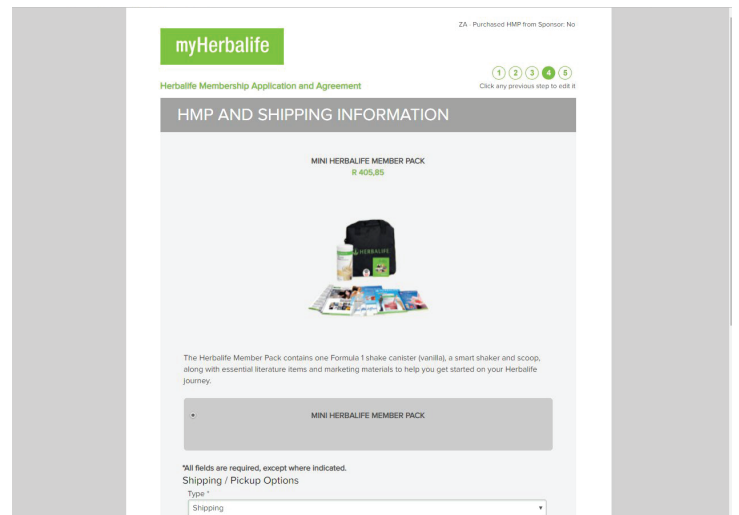 ZA - Purchased HMP from Sponsor: No
myHerbalife
1 2 3 4 5
Herbalife Membership Application and Agreement
Click any previous step to edit it
HMP AND SHIPPING INFORMATION
MINI HERBALIFE MEMBER PACK
R 405,85
HERBALIFE
The Herbalife Member Pack contains one Formula 1 shake canister (vanilla), a smart shaker and scoop,
along with essential literature items and marketing materials to help you get started on your Herbalife
journey.
• MINI HERBALIFE MEMBER PACK
*All fields are required, except where indicated.
Shipping / Pickup Options
Type *
Shipping